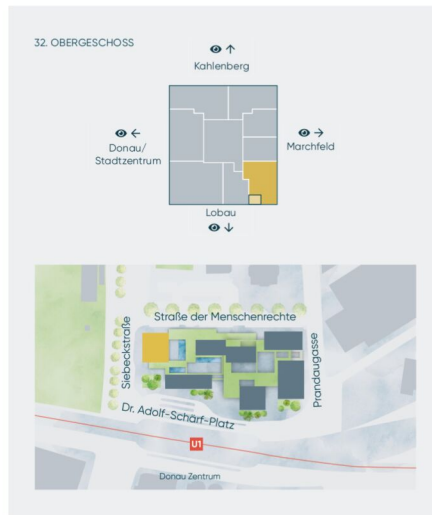 32. OBERGESCHOSS
Kahlenberg
Donau/
Stadtzentrum
Marchfeld
Lobau
Straße der Menschenrechte
Siebeckstraße
Prandaugasse
Dr. Adolf-Schärf-Platz
U1
Donau Zentrum